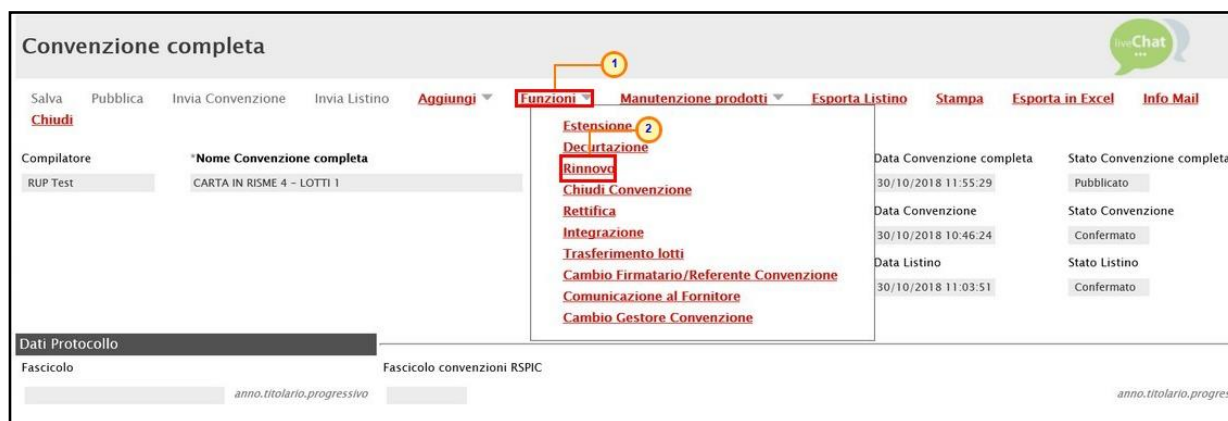 Convenzione completa
liveChat
1
Salva Pubblica Invia Convenzione Invia Listino Aggiungi Funzioni Manutenzione prodotti Esporta Listino Stampa Esporta in Excel Info Mail
Chiudi
Estensione
2
Decurtazione
Rinnovo
Chiudi Convenzione
Rettifica
Integrazione
Trasferimento lotti
Cambio Firmatario/Referente Convenzione
Comunicazione al Fornitore
Cambio Gestore Convenzione
Compilatore *Nome Convenzione completa Data Convenzione completa Stato Convenzione completa
RUP Test CARTA IN RISME 4 - LOTTI 1 30/10/2018 11:55:29 Pubblicato
Data Convenzione Stato Convenzione
30/10/2018 10:46:24 Confermato
Data Listino Stato Listino
30/10/2018 11:03:51 Confermato
Dati Protocollo
Fascicolo Fascicolo convenzioni RSPIC
anno.titolario.progressivo anno.titolario.progres